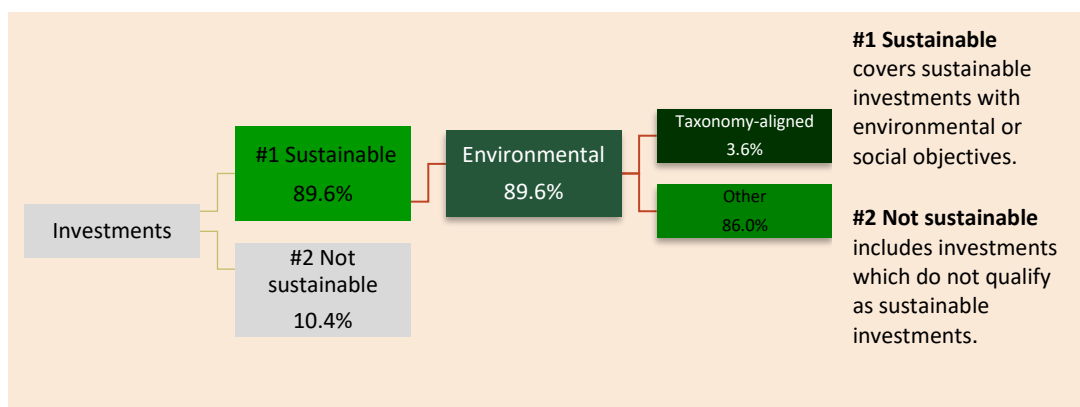 Investments
#1 Sustainable
89.6%
#2 Not
sustainable
10.4%
Environmental
89.6%
Taxonomy-aligned
3.6%
Other
86.0%
#1 Sustainable
covers sustainable
investments with
environmental or
social objectives.
#2 Not sustainable
includes investments
which do not qualify
as sustainable
investments.